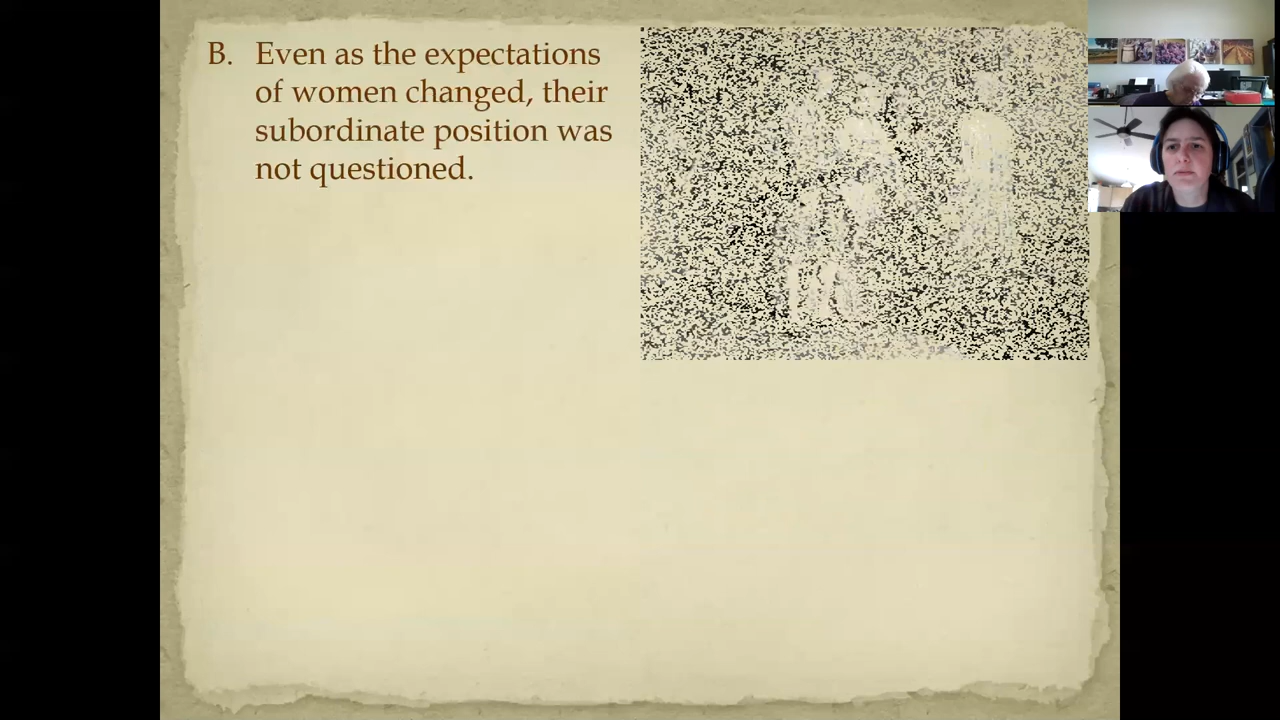 B. Even as the expectations
of women changed, their
subordinate position was
not questioned.